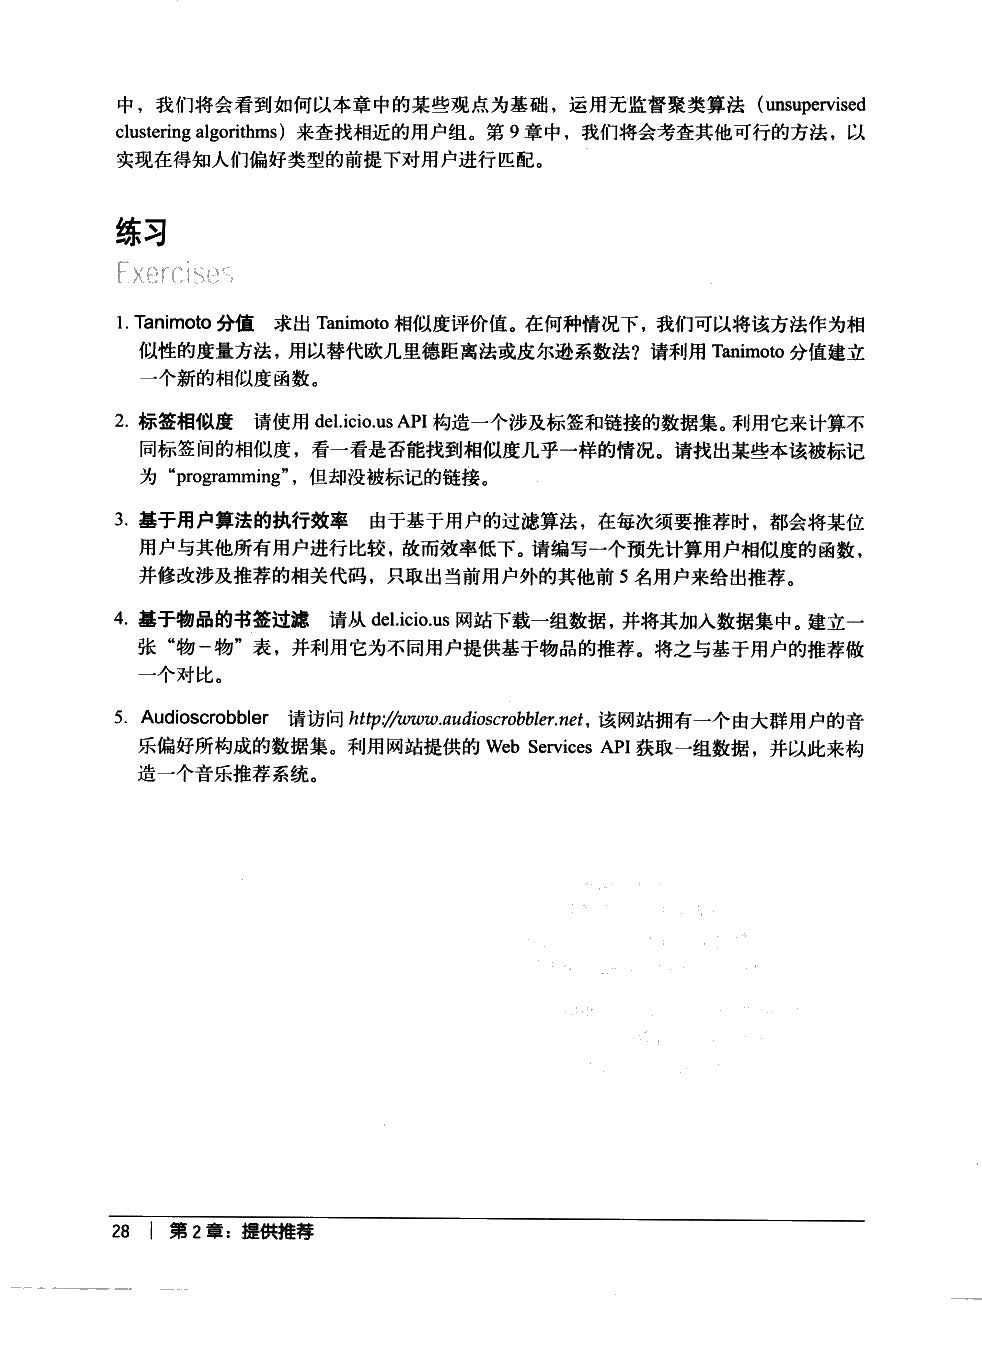 中，我们将会看到如何以本章中的某些观点为基础，运用无监督聚类算法（unsupervised
clustering algorithms）来查找相近的用户组。第 9 章中，我们将会考查其他可行的方法，以
实现在得知人们偏好类型的前提下对用户进行匹配。
练习
Exercises
1. Tanimoto 分值 求出 Tanimoto 相似度评价值。在何种情况下，我们可以将该方法作为相
似性的度量方法，用以替代欧几里德距离法或皮尔逊系数法？请利用 Tanimoto 分值建立
一个新的相似度函数。
2. 标签相似度 请使用 del.icio.us API 构造一个涉及标签和链接的数据集。利用它来计算不
同标签间的相似度，看一看是否能找到相似度几乎一样的情况。请找出某些本该被标记
为“programming”，但却没被标记的链接。
3. 基于用户算法的执行效率 由于基于用户的过滤算法，在每次须要推荐时，都会将某位
用户与其他所有用户进行比较，故而效率低下。请编写一个预先计算用户相似度的函数，
并修改涉及推荐的相关代码，只取出当前用户外的其他前 5 名用户来给出推荐。
4. 基于物品的书签过滤 请从 del.icio.us 网站下载一组数据，并将其加入数据集中。建立一
张“物－物”表，并利用它为不同用户提供基于物品的推荐。将之与基于用户的推荐做
一个对比。
5. Audioscrobbler 请访问 http://www.audioscrobbler.net，该网站拥有一个由大群用户的音
乐偏好所构成的数据集。利用网站提供的 Web Services API 获取一组数据，并以此来构
造一个音乐推荐系统。
28 | 第 2 章：提供推荐